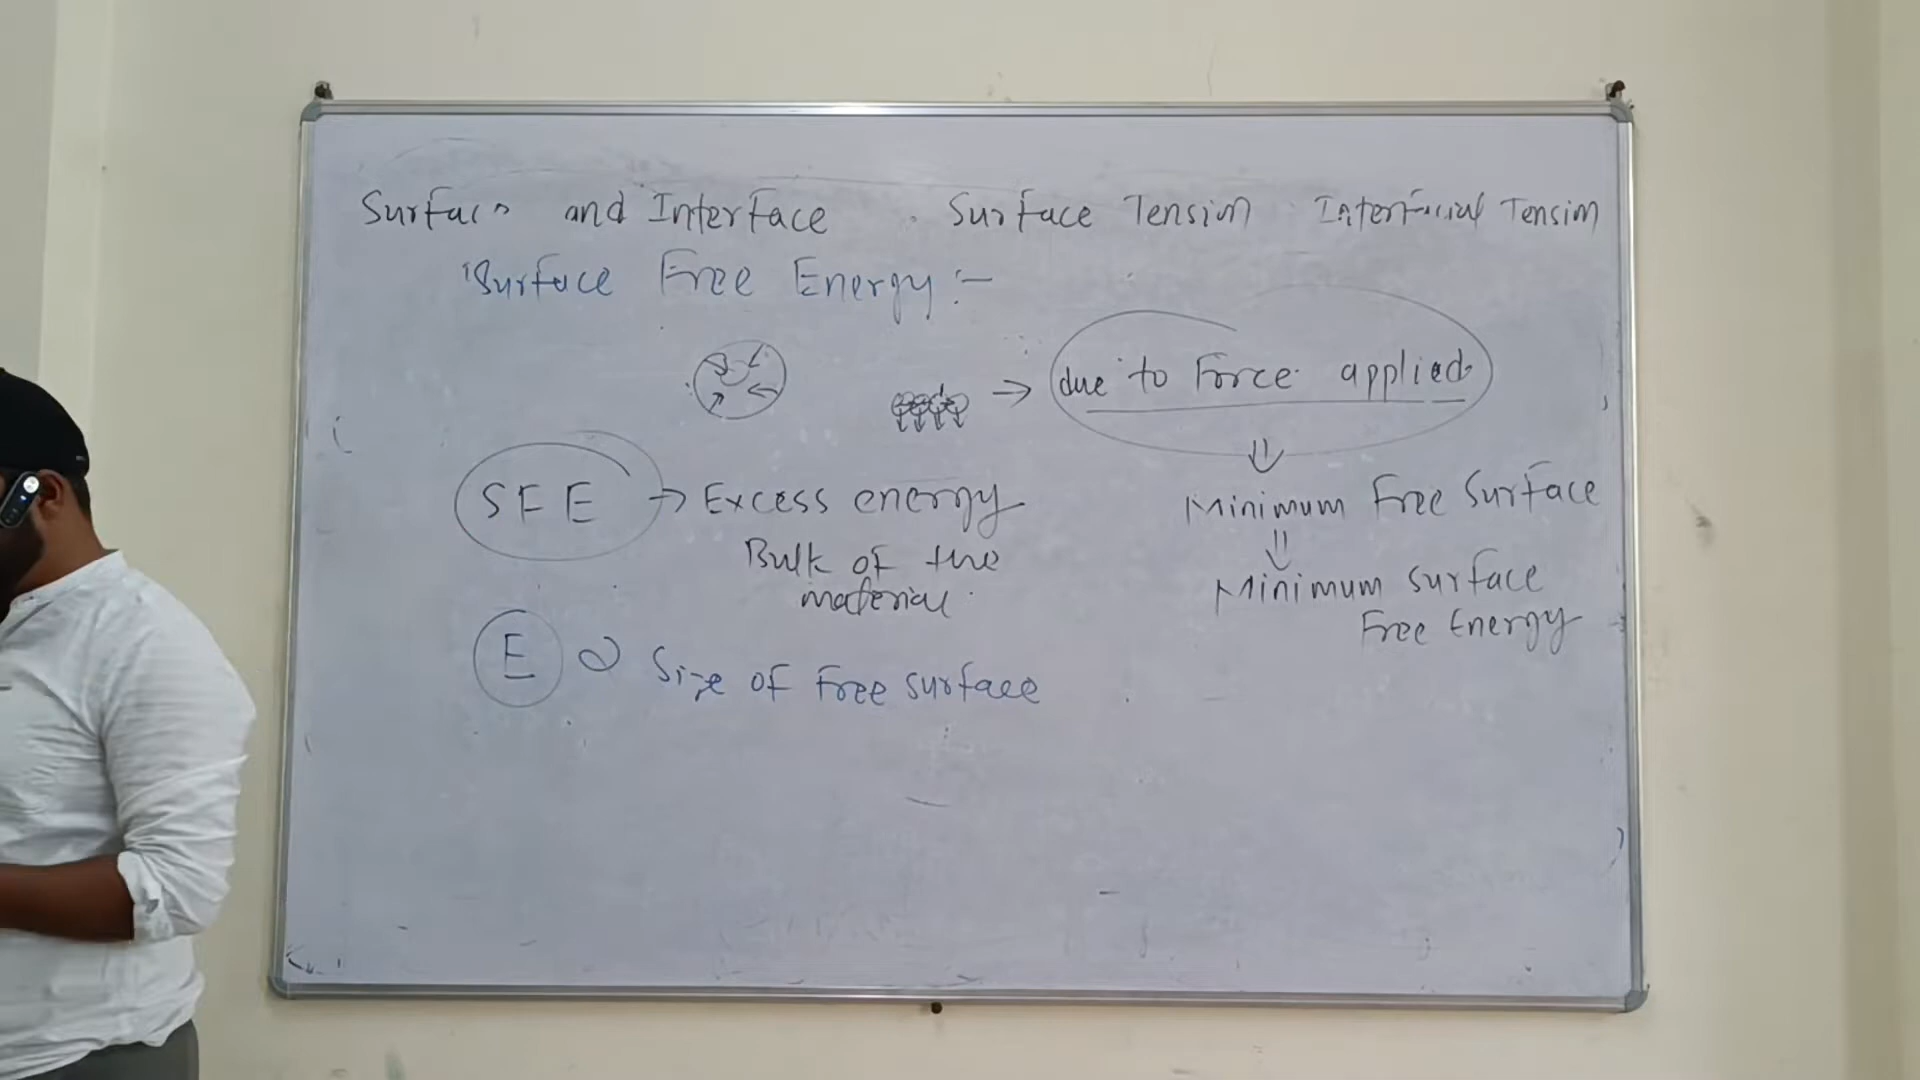 Surface and Interface Surface Tension Interfacial Tension
Surface Free Energy :-
→ due to Force applied
⇓
SFE → Excess energy
Minimum Free Surface
Bulk of the
material.
⇓
Minimum surface
Free Energy
E ∝ Size of Free surface